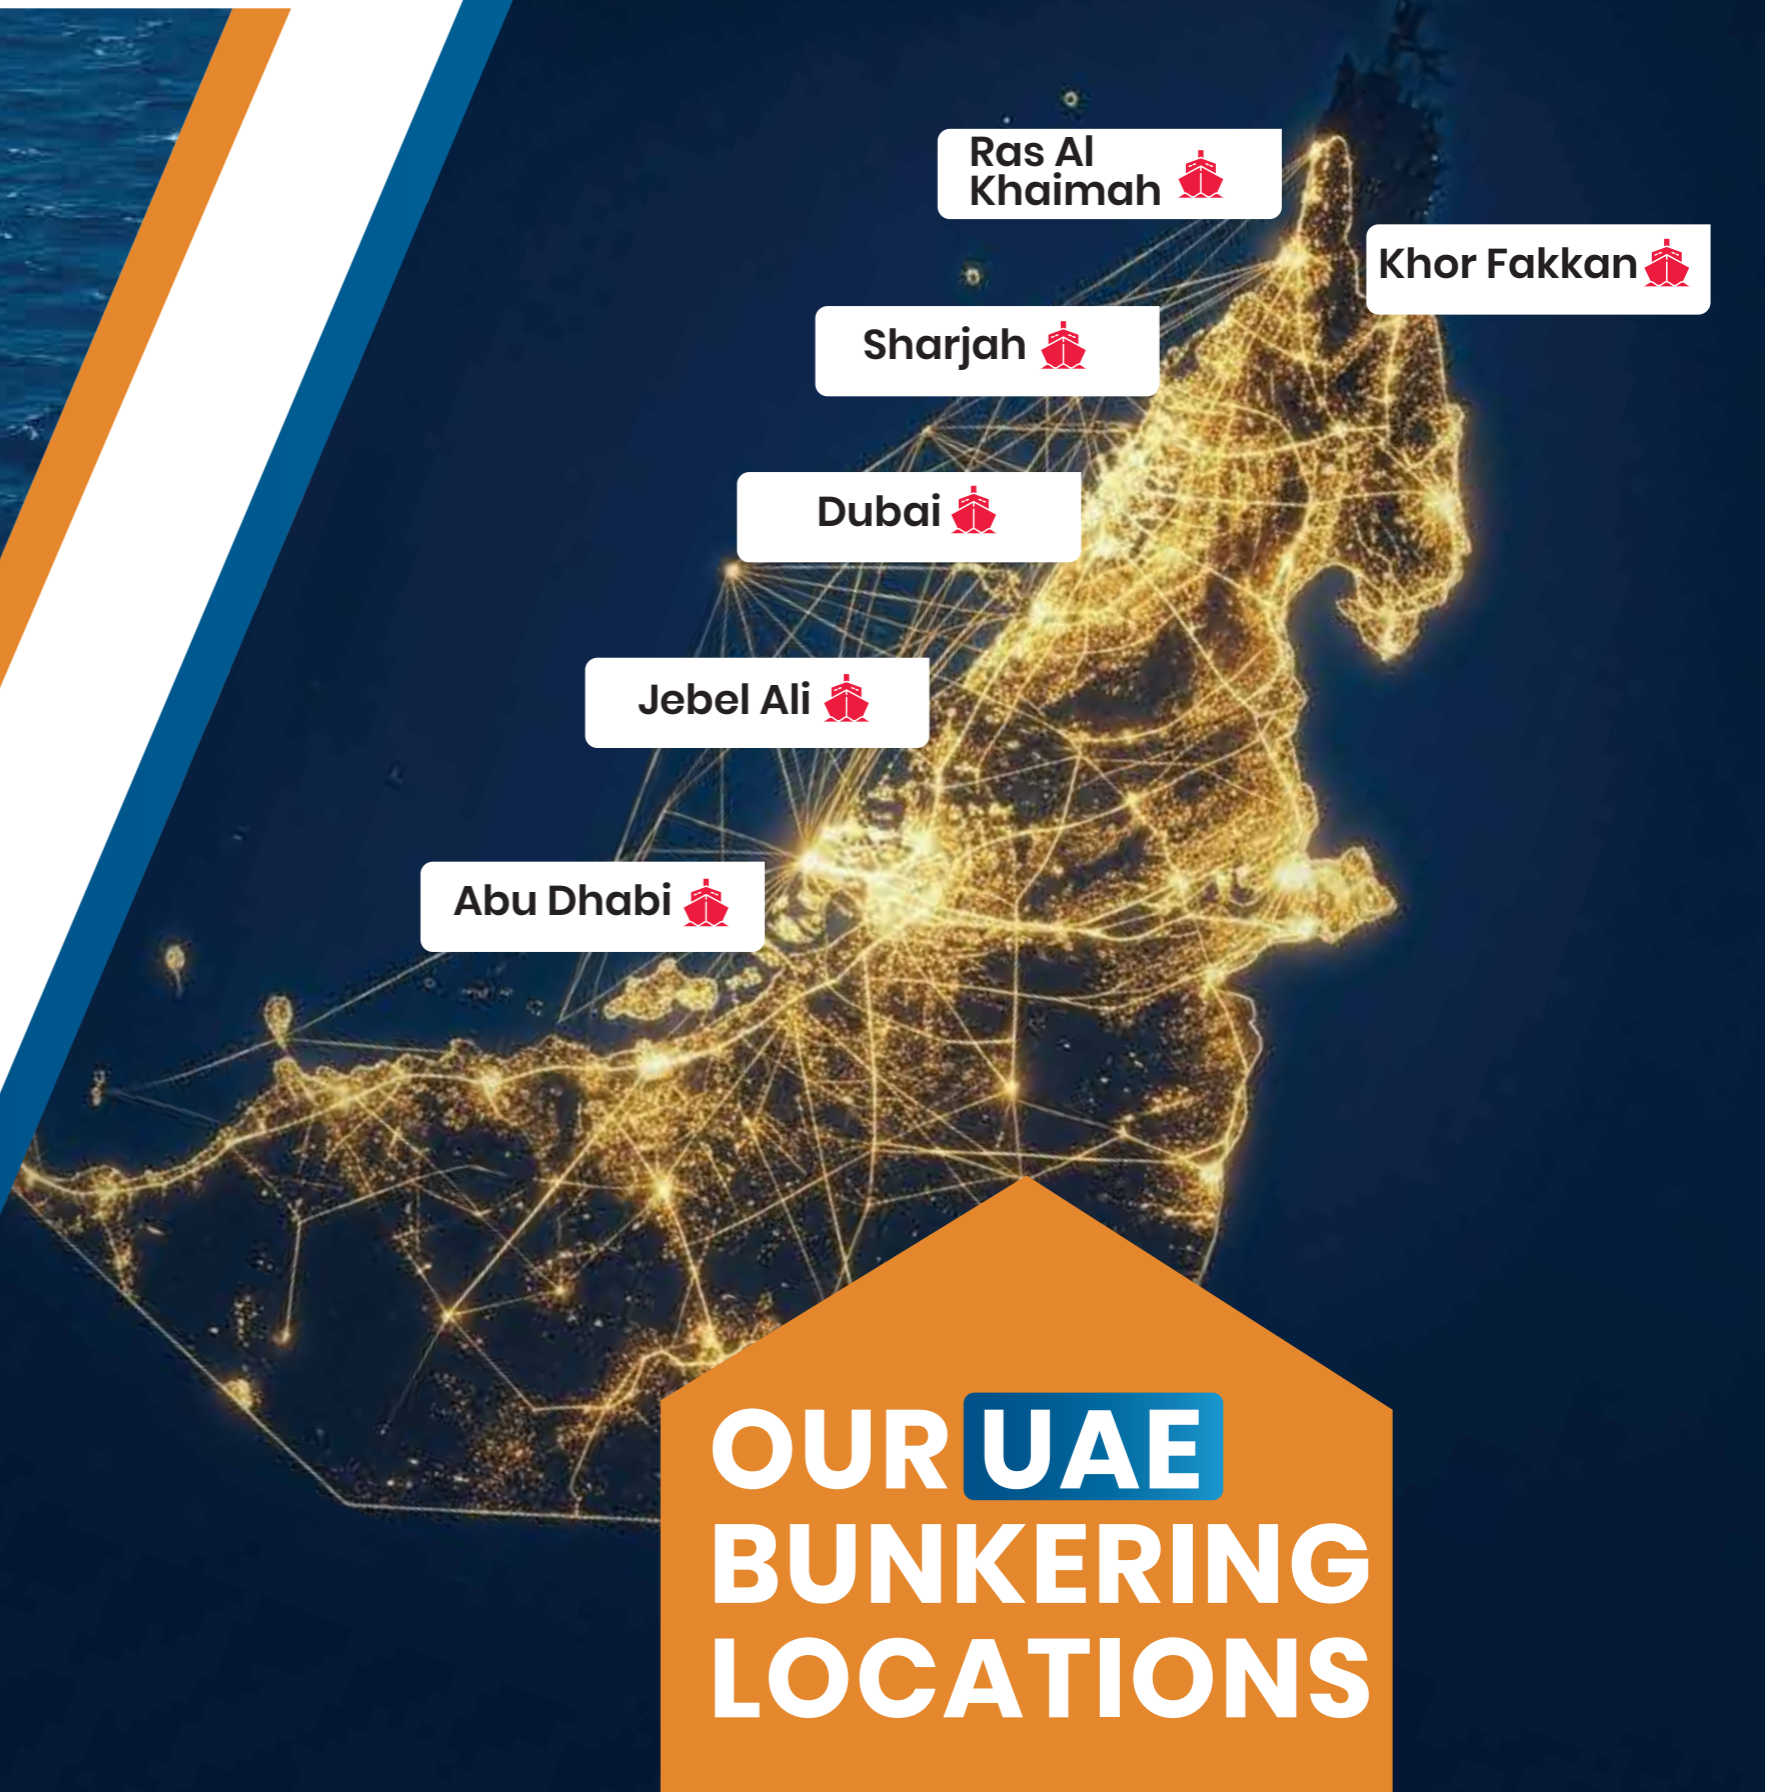 Ras Al
Khaimah
Khor Fakkan
Sharjah
Dubai
Jebel Ali
Abu Dhabi
OUR UAE
BUNKERING
LOCATIONS